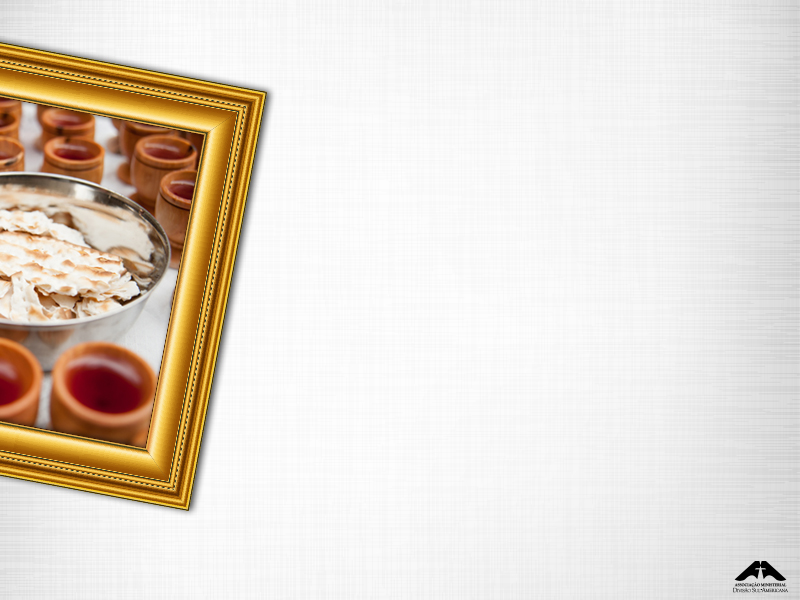 ASSOCIAÇÃO MINISTERIAL
DIVISÃO SUL-AMERICANA